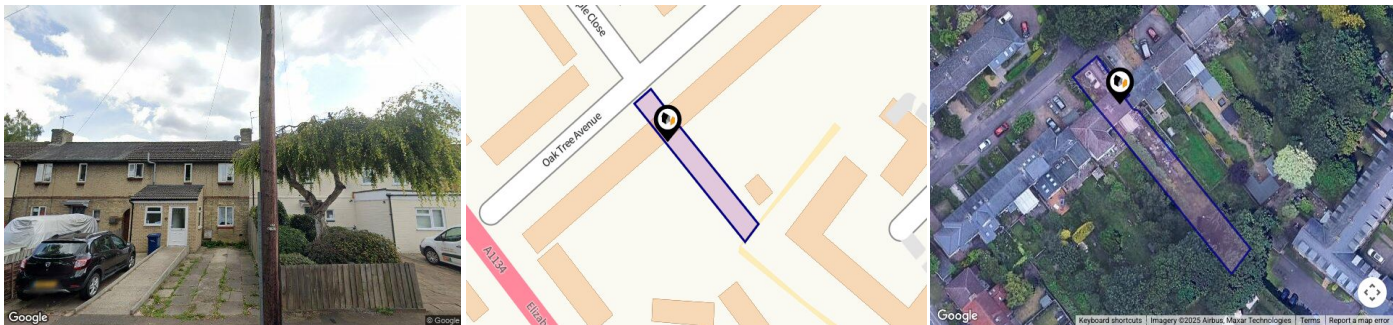 Google
© Google
ple Close
Oak Tree Avenue
A1134
Elizab
Google
Keyboard shortcuts
Imagery ©2025 Airbus, Maxar Technologies
Terms
Report a map error